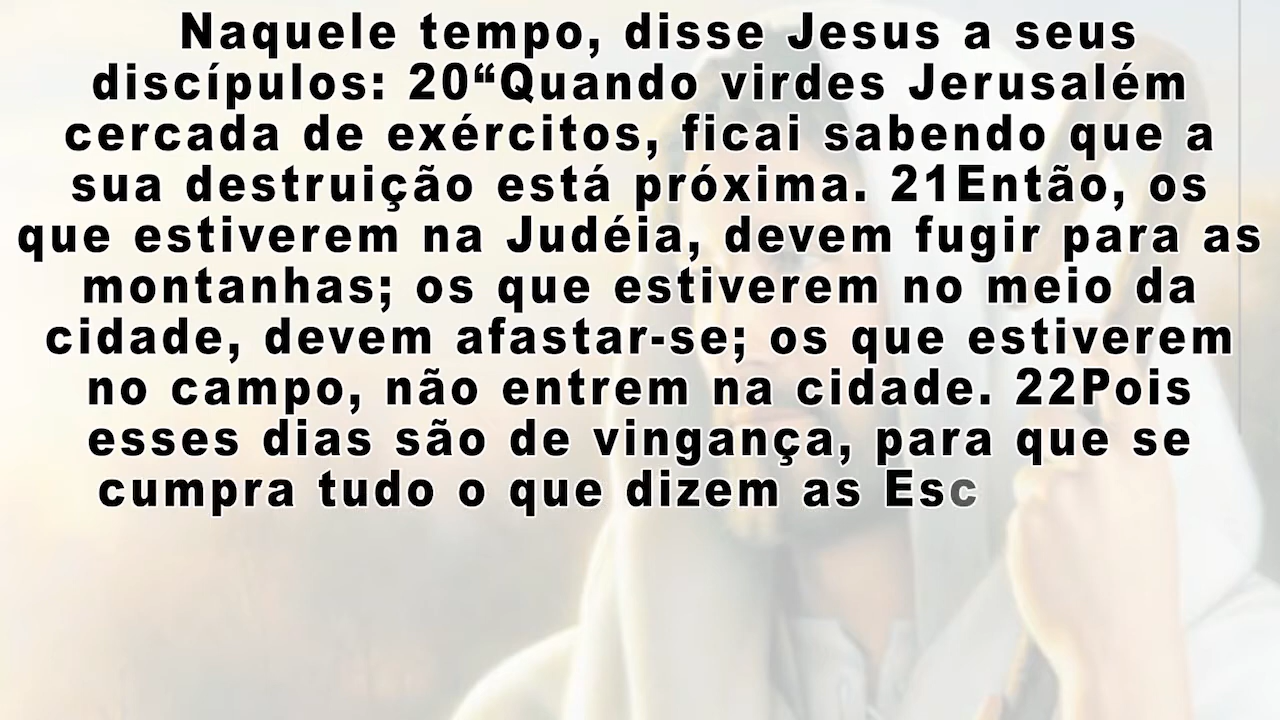 Naquele tempo, disse Jesus a seus
discípulos: 20“Quando virdes Jerusalém
cercada de exércitos, ficai sabendo que a
sua destruição está próxima. 21Então, os
que estiverem na Judéia, devem fugir para as
montanhas; os que estiverem no meio da
cidade, devem afastar-se; os que estiverem
no campo, não entrem na cidade. 22Pois
esses dias são de vingança, para que se
cumpra tudo o que dizem as Esc